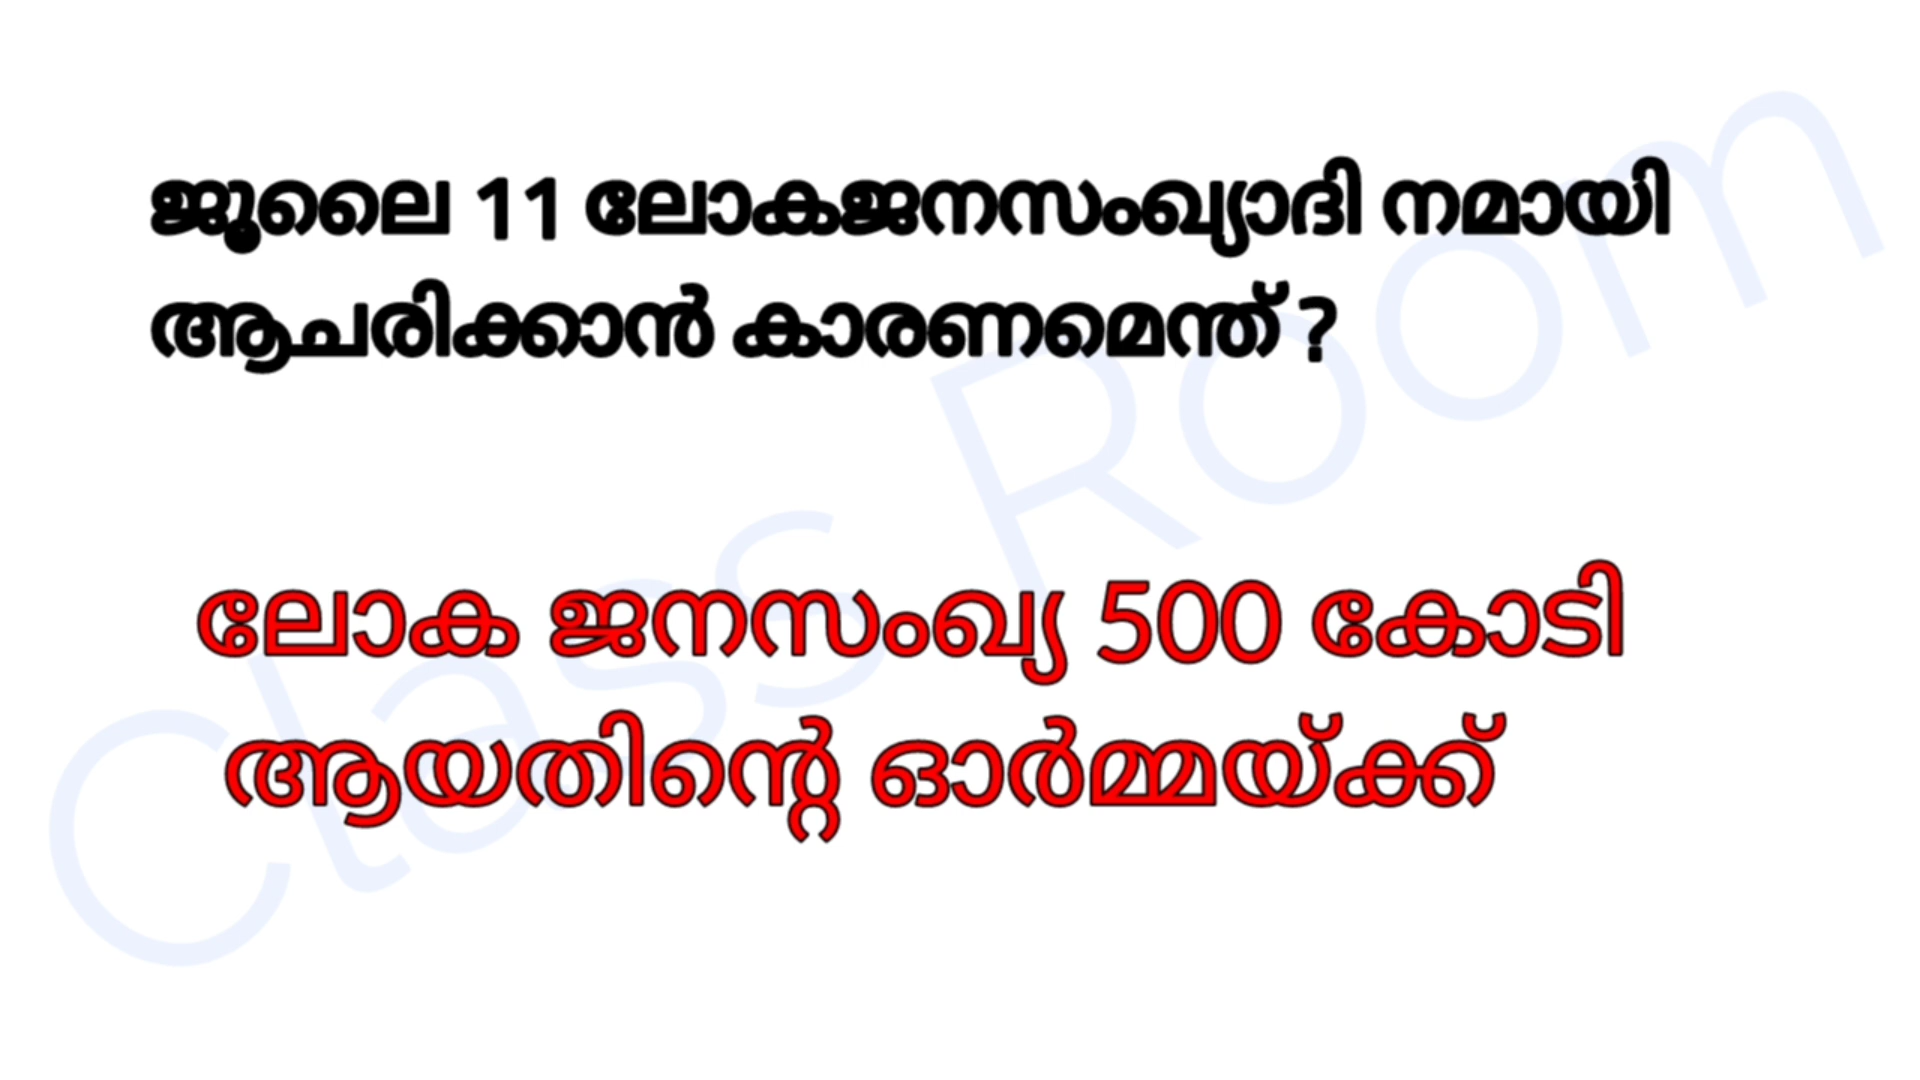 ജൂലൈ 11 ലോകജനസംഖ്യാദി നമായി
ആചരിക്കാൻ കാരണമെന്ത് ?
ലോക ജനസംഖ്യ 500 കോടി
ആയതിന്റെ ഓർമ്മയ്ക്ക്
Class Room